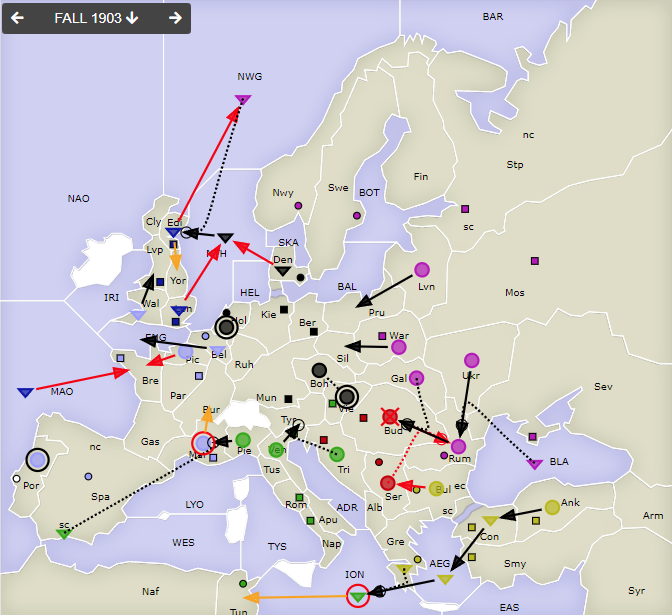 FALL 1903
BAR
NWG
nc
Stp
Fin
Swe
BOT
Nwy
NAO
sc
Cly Edi
SKA
Lvp
NTH
Den
Mos
Yor
Lvn
IRI
Wal
HEL
BAL
Kie
Pru
Hol
Ber
ENG
War
Pic
Bel
Sil
Ruh
Gal
Ukr
Boh
Bre
MAO
Par
Mun
Vie
Sev
Bur
Tyr
Bud
nc
Gas
Mar
Pie
Ven
Rum
BLA
Tus
Tri
Por
Spa
Ser
Bul
ec
Ank
LYO
Rom
ADR
Alb
sc
Arm
sc
Apu
Con
WES
TYS
Nap
Gre
Smy
AEG
ION
Naf
Tun
EAS
Syr